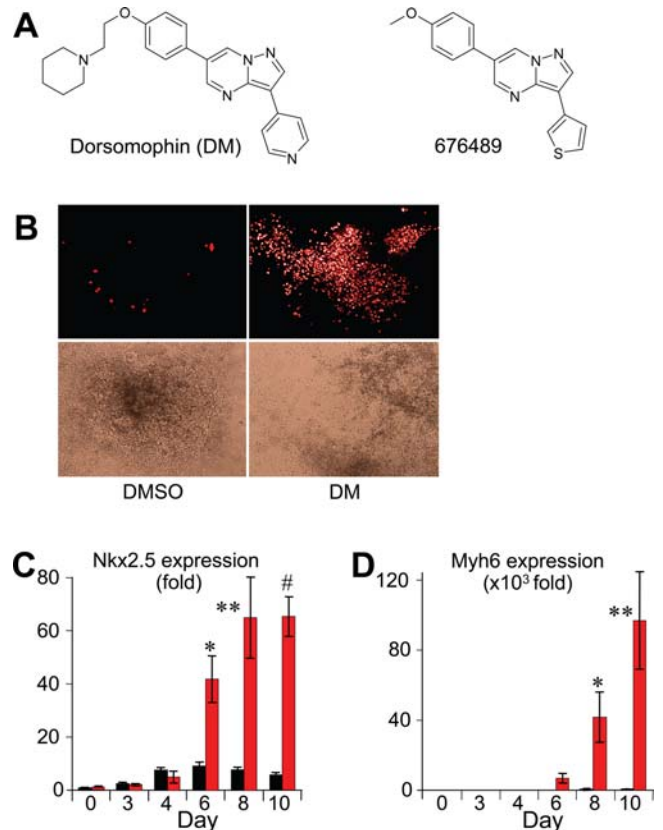 A
O
N
N
N
N
N
Dorsomophin (DM)
O
N
N
N
S
676489
B
DMSO
DM
C
Nkx2.5 expression
(fold)
80
60
40
20
0
*
**
#
0 3 4 6 8 10
Day
D
Myh6 expression
(x10³ fold)
120
80
40
0
*
**
0 3 4 6 8 10
Day